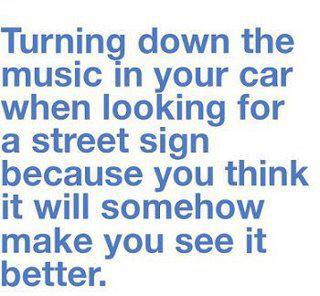 Turning down the
music in your car
when looking for
a street sign
because you think
it will somehow
make you see it
better.